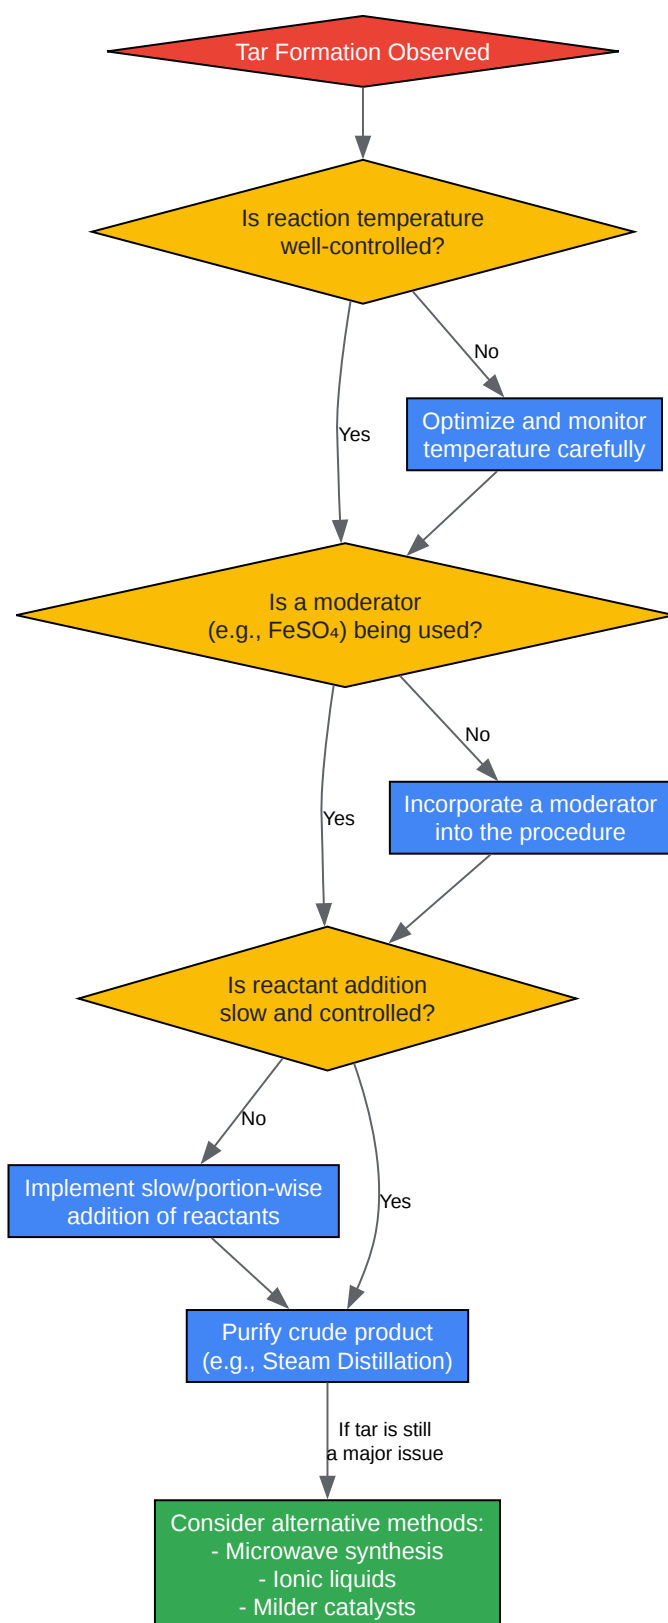 Tar Formation Observed
Is reaction temperature
well-controlled?
No
Yes
Optimize and monitor
temperature carefully
Is a moderator
(e.g., FeSO₄) being used?
No
Yes
Incorporate a moderator
into the procedure
Is reactant addition
slow and controlled?
No
Yes
Implement slow/portion-wise
addition of reactants
Purify crude product
(e.g., Steam Distillation)
If tar is still
a major issue
Consider alternative methods:
- Microwave synthesis
- Ionic liquids
- Milder catalysts